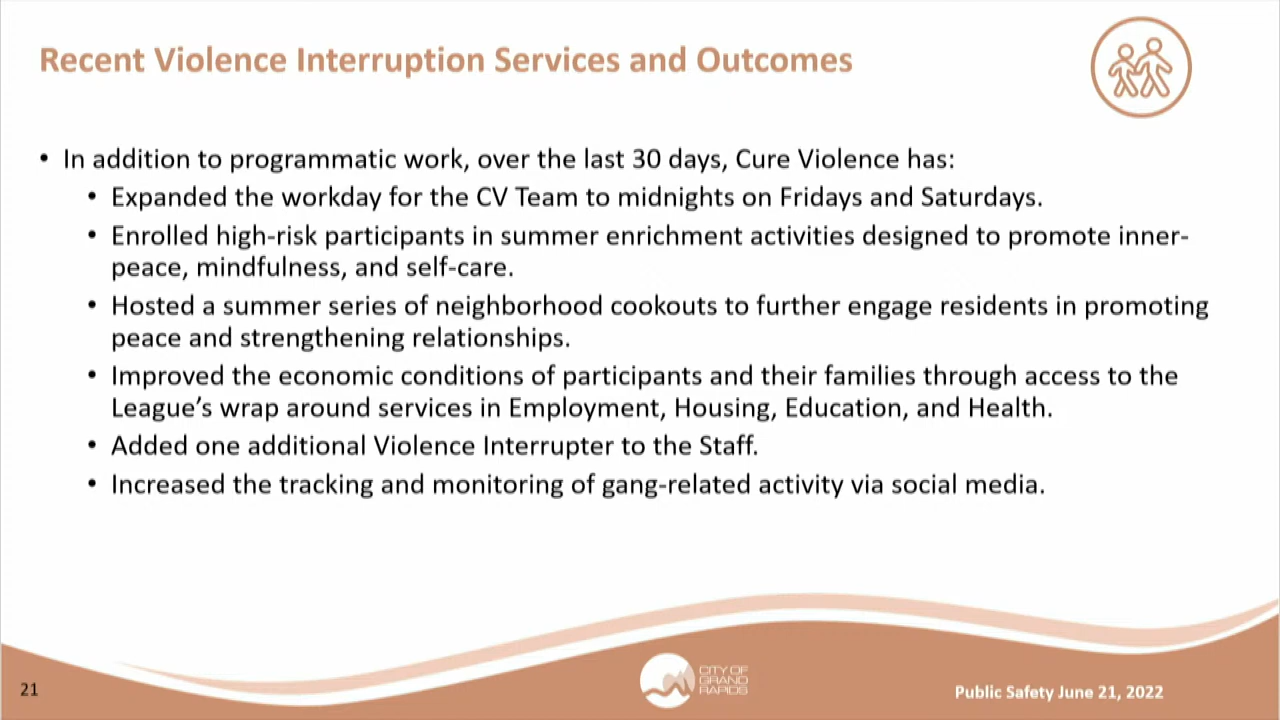 Recent Violence Interruption Services and Outcomes
• In addition to programmatic work, over the last 30 days, Cure Violence has:
• Expanded the workday for the CV Team to midnights on Fridays and Saturdays.
• Enrolled high-risk participants in summer enrichment activities designed to promote inner-
peace, mindfulness, and self-care.
• Hosted a summer series of neighborhood cookouts to further engage residents in promoting
peace and strengthening relationships.
• Improved the economic conditions of participants and their families through access to the
League’s wrap around services in Employment, Housing, Education, and Health.
• Added one additional Violence Interrupter to the Staff.
• Increased the tracking and monitoring of gang-related activity via social media.
21
CITY OF
GRAND
RAPIDS
Public Safety June 21, 2022